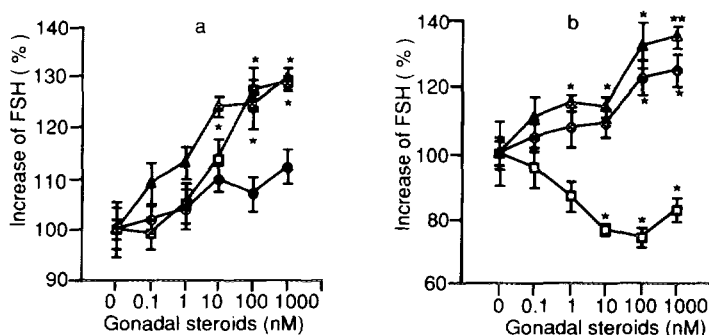 a
Increase of FSH (%)
140
130
120
110
100
90
* * * * *
0 0.1 1 10 100 1000
Gonadal steroids (nM)
b
Increase of FSH (%)
140
120
100
80
60
* * * ** * * * * *
0 0.1 1 10 100 1000
Gonadal steroids (nM)